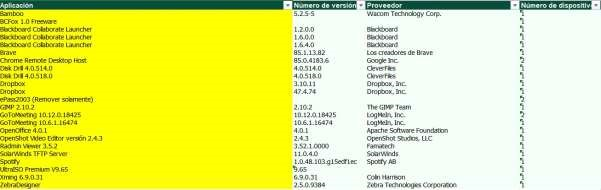 Aplicación Número de versión Proveedor Número de dispositiv
Bamboo 5.2.5-5 Wacom Technology Corp. 1
BCFox 1.0 Freeware 1
Blackboard Collaborate Launcher 1.2.0.0 Blackboard 1
Blackboard Collaborate Launcher 1.6.0.0 Blackboard 1
Blackboard Collaborate Launcher 1.6.4.0 Blackboard 1
Brave 85.1.13.82 Los creadores de Brave 1
Chrome Remote Desktop Host 85.0.4183.6 Google Inc. 2
Disk Drill 4.0.514.0 4.0.514.0 CleverFiles 1
Disk Drill 4.0.518.0 4.0.518.0 CleverFiles 1
Dropbox 3.10.11 Dropbox, Inc. 1
Dropbox 47.4.74 Dropbox, Inc. 1
ePass2003 (Remover solamente) 2
GIMP 2.10.2 2.10.2 The GIMP Team 1
GoToMeeting 10.12.0.18425 10.12.0.18425 LogMeIn, Inc. 1
GoToMeeting 10.6.1.16474 10.6.1.16474 LogMeIn, Inc. 1
OpenOffice 4.0.1 4.0.1 Apache Software Foundation 1
OpenShot Video Editor versión 2.4.3 2.4.3 OpenShot Studios, LLC 1
Radmin Viewer 3.5.2 3.52.1.0000 Famatech 1
SolarWinds TFTP Server 11.0.4.0 SolarWinds 1
Spotify 1.0.48.103.g15edf1ec Spotify AB 1
UltraISO Premium V9.65 9.65 1
Xming 6.9.0.31 6.9.0.31 Colin Harrison 1
ZebraDesigner 2.5.0.9384 Zebra Technologies Corporation 1